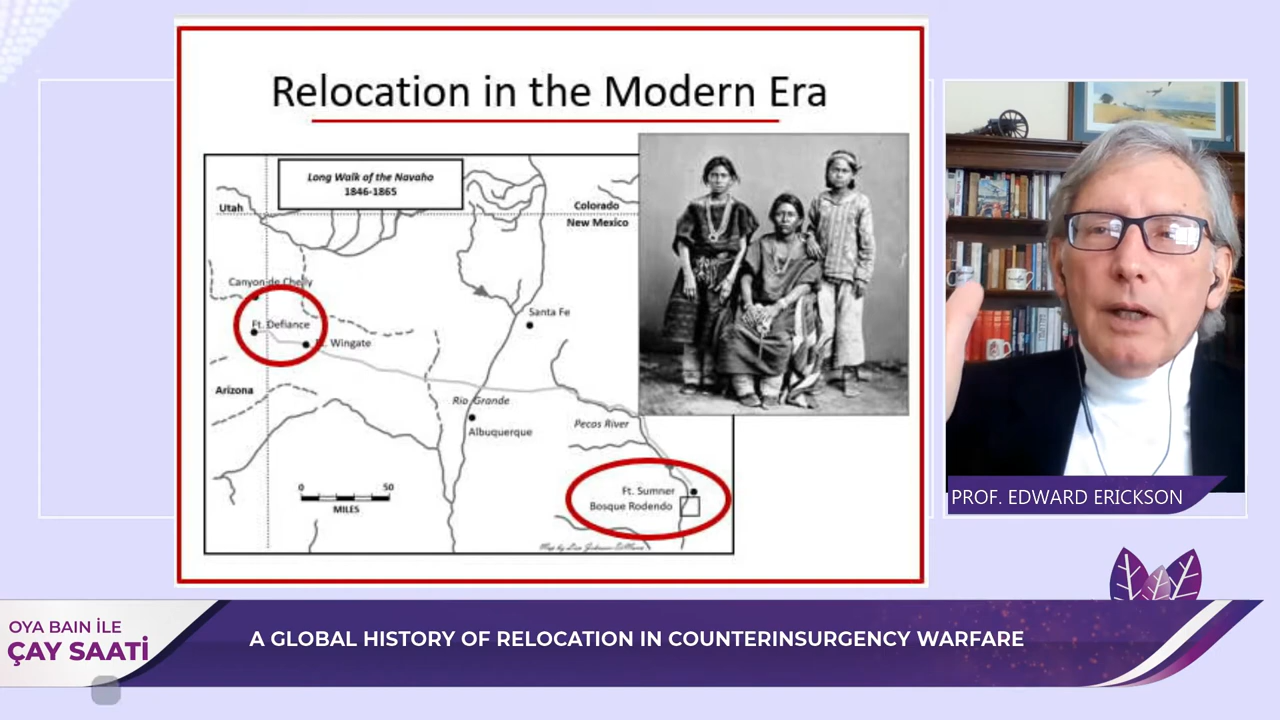 Relocation in the Modern Era
Long Walk of the Navaho
1846-1865
Utah
Colorado
New Mexico
Canyon de Chelly
Ft. Defiance
Santa Fe
Ft. Wingate
Arizona
Rio Grande
Albuquerque
Pecos River
0 50
MILES
Ft. Sumner
Bosque Rodendo
Map by
PROF. EDWARD ERICKSON
OYA BAIN İLE
ÇAY SAATİ
A GLOBAL HISTORY OF RELOCATION IN COUNTERINSURGENCY WARFARE